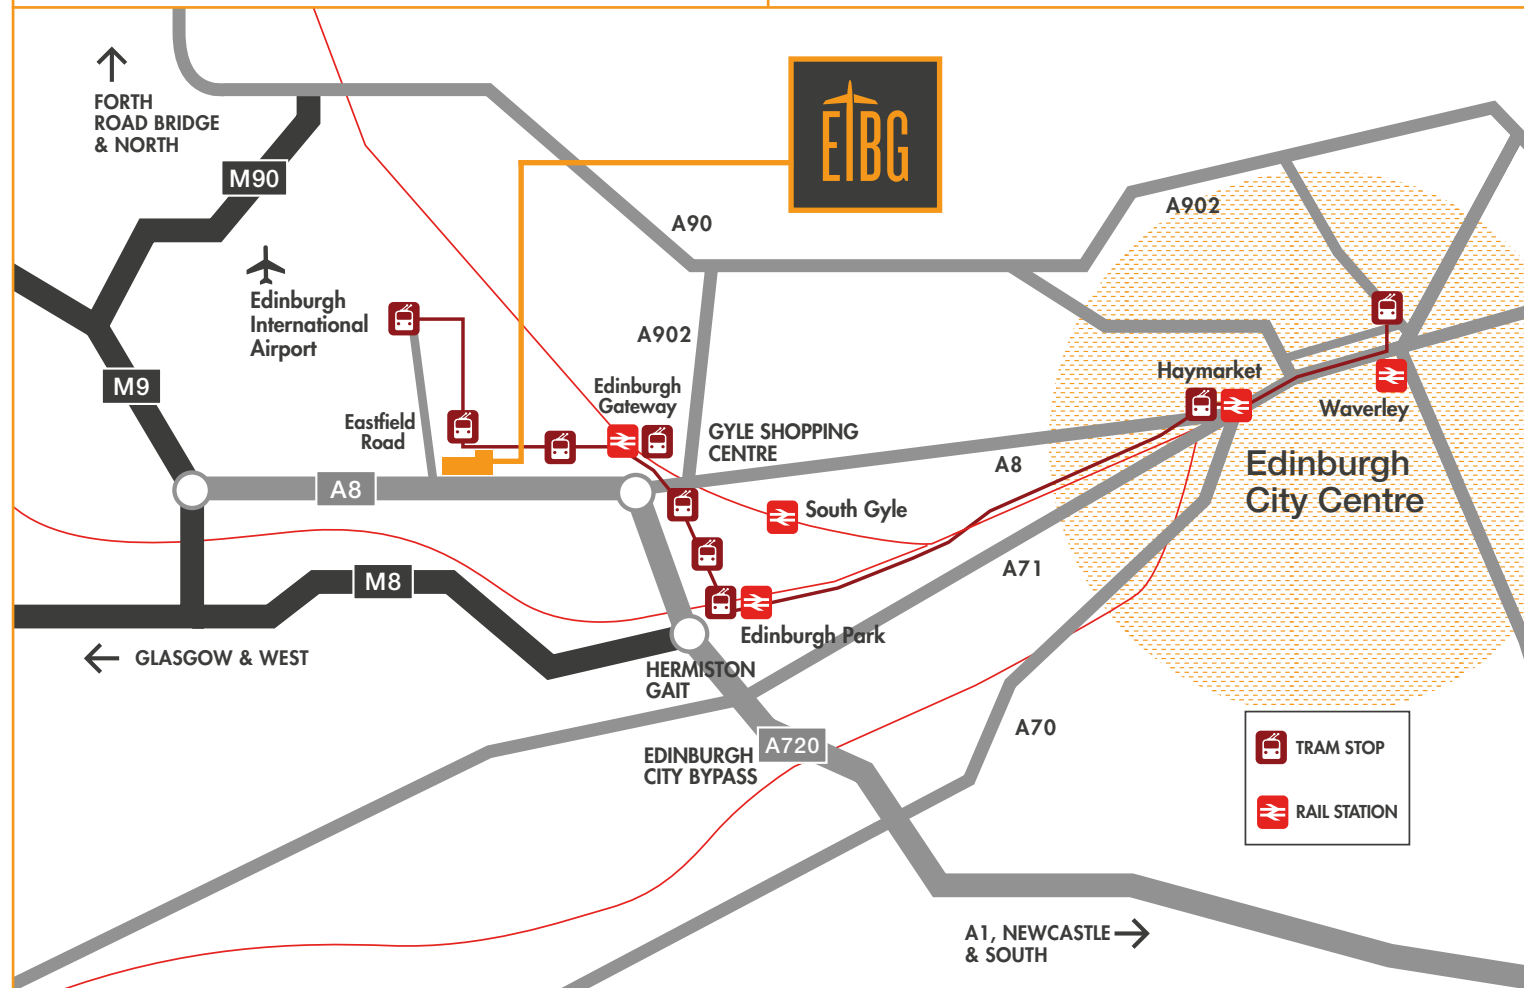 FORTH
ROAD BRIDGE
& NORTH
M90
EIBG
A90
A902
Edinburgh
International
Airport
A902
M9
Edinburgh
Gateway
Haymarket
Waverley
Eastfield
Road
GYLE SHOPPING
CENTRE
A8
A8
Edinburgh
City Centre
South Gyle
M8
A71
Edinburgh Park
GLASGOW & WEST
HERMISTON
GAIT
A70
EDINBURGH
CITY BYPASS
A720
TRAM STOP
RAIL STATION
A1, NEWCASTLE
& SOUTH